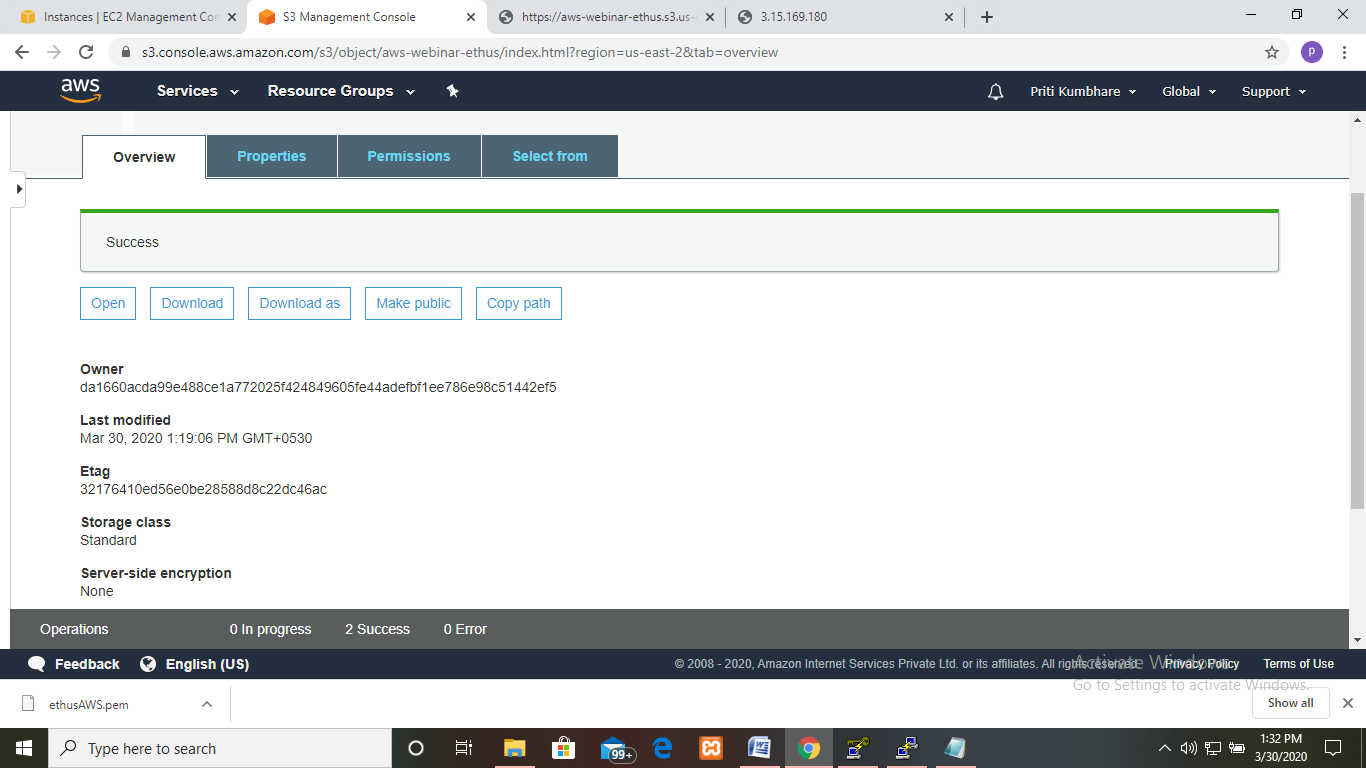 Instances | EC2 Management Con
S3 Management Console
https://aws-webinar-ethus.s3.us-
3.15.169.180
s3.console.aws.amazon.com/s3/object/aws-webinar-ethus/index.html?region=us-east-2&tab=overview
P
aws
Services
Resource Groups
Priti Kumbhare
Global
Support
Overview
Properties
Permissions
Select from
Success
Open
Download
Download as
Make public
Copy path
Owner
da1660acda99e488ce1a772025f424849605fe44adefbf1ee786e98c51442ef5
Last modified
Mar 30, 2020 1:19:06 PM GMT+0530
Etag
32176410ed56e0be28588d8c22dc46ac
Storage class
Standard
Server-side encryption
None
Operations
0 In progress
2 Success
0 Error
Feedback
English (US)
© 2008 - 2020, Amazon Internet Services Private Ltd. or its affiliates. All rights reserved.
Privacy Policy
Terms of Use
Activate Windows
Go to Settings to activate Windows.
ethusAWS.pem
Show all
Type here to search
99+
1:32 PM
3/30/2020